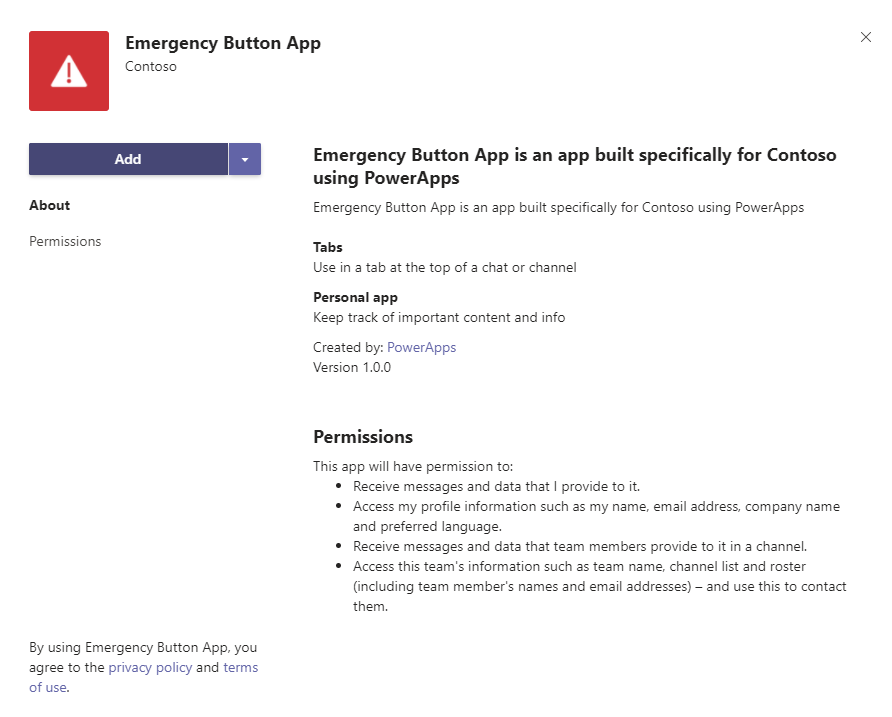 Emergency Button App
Contoso
Add
About
Permissions
Emergency Button App is an app built specifically for Contoso
using PowerApps
Emergency Button App is an app built specifically for Contoso using PowerApps
Tabs
Use in a tab at the top of a chat or channel
Personal app
Keep track of important content and info
Created by: PowerApps
Version 1.0.0
Permissions
This app will have permission to:
• Receive messages and data that I provide to it.
• Access my profile information such as my name, email address, company name
and preferred language.
• Receive messages and data that team members provide to it in a channel.
• Access this team's information such as team name, channel list and roster
(including team member's names and email addresses) – and use this to contact
them.
By using Emergency Button App, you
agree to the privacy policy and terms
of use.